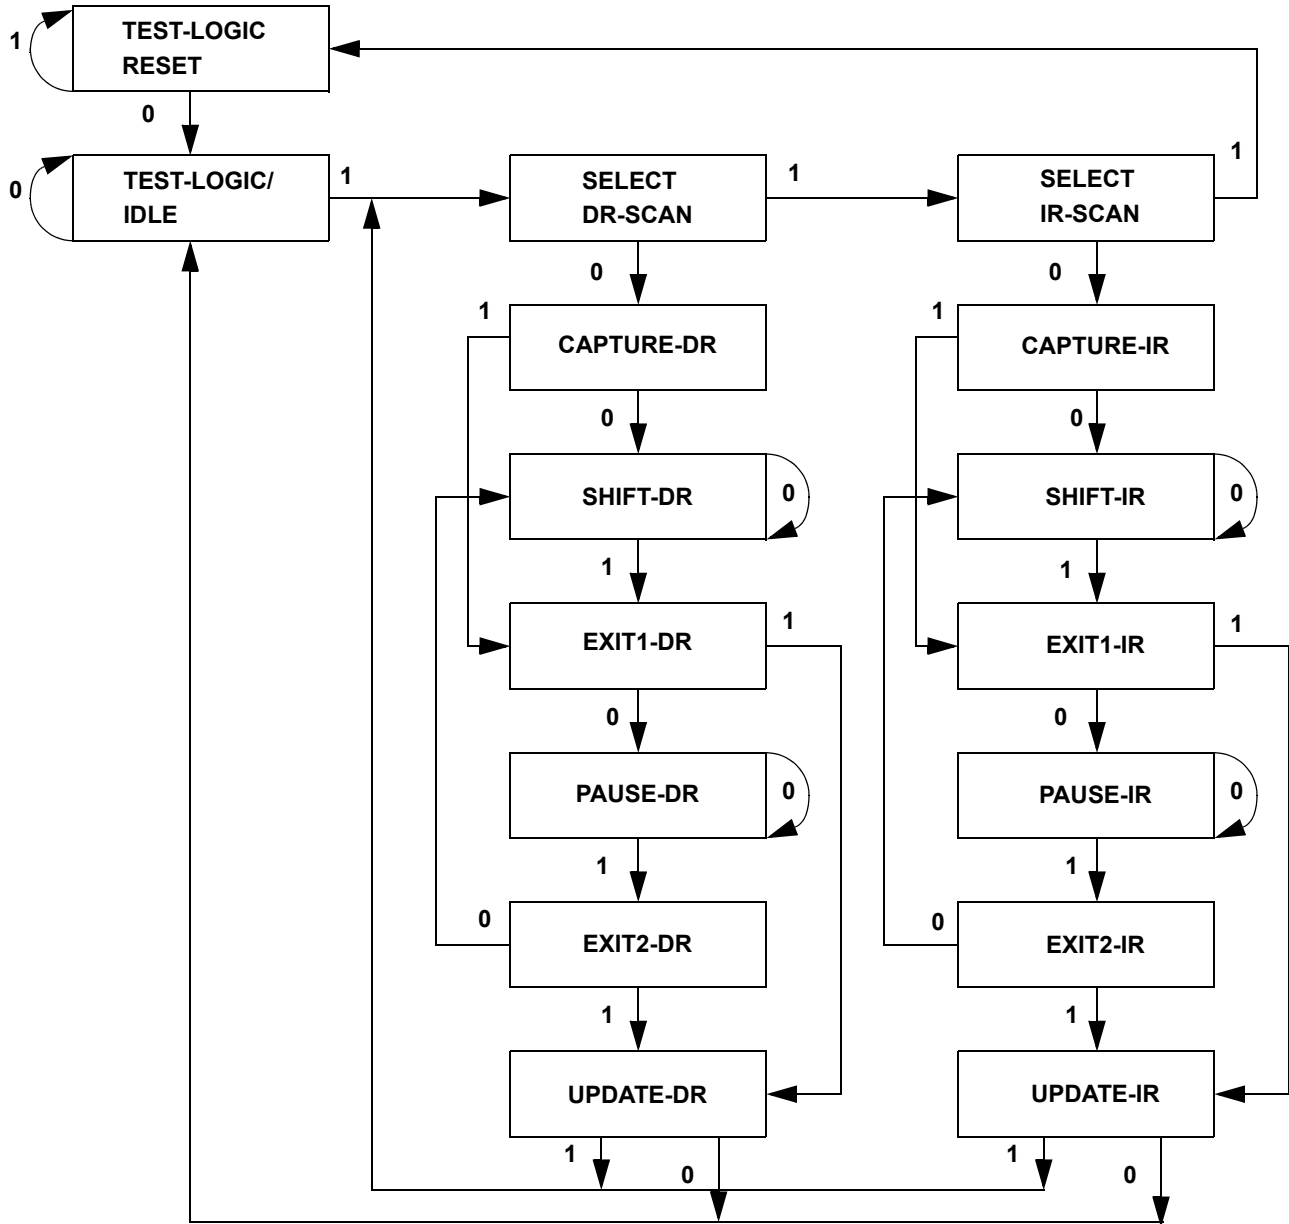 TEST-LOGIC
RESET
1
0
TEST-LOGIC/
IDLE
0
1
SELECT
DR-SCAN
1
SELECT
IR-SCAN
1
0
0
1
CAPTURE-DR
1
CAPTURE-IR
0
0
SHIFT-DR
0
SHIFT-IR
0
1
1
EXIT1-DR
1
EXIT1-IR
1
0
0
PAUSE-DR
0
PAUSE-IR
0
1
1
0
EXIT2-DR
0
EXIT2-IR
1
1
UPDATE-DR
UPDATE-IR
1
0
1
0